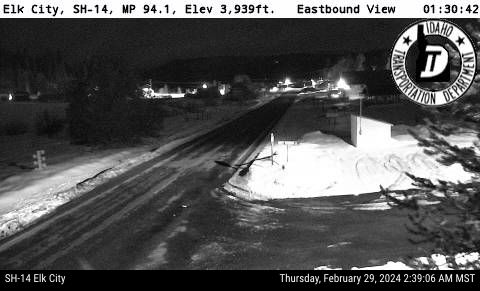 Elk City, SH-14, MP 94.1, Elev 3,939ft. Eastbound View 01:30:42
IDAHO
TRANSPORTATION DEPARTMENT
SH-14 Elk City Thursday, February 29, 2024 2:39:06 AM MST